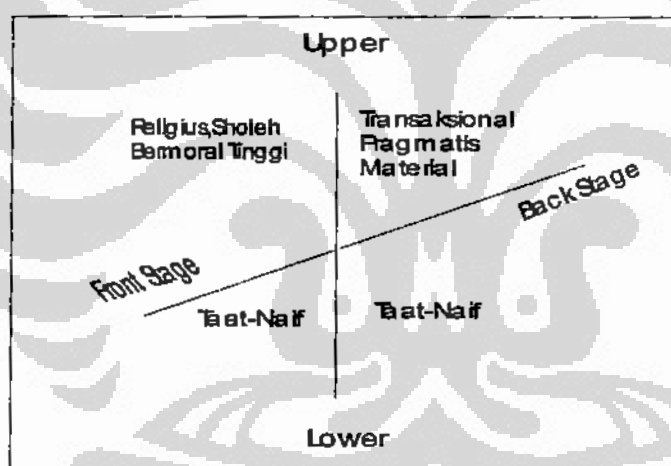 Upper
Religius,Sholeh
Bermoral Tinggi
Transaksional
Pragmatis
Material
Back Stage
Front Stage
Taat-Naif
Taat-Naif
Lower